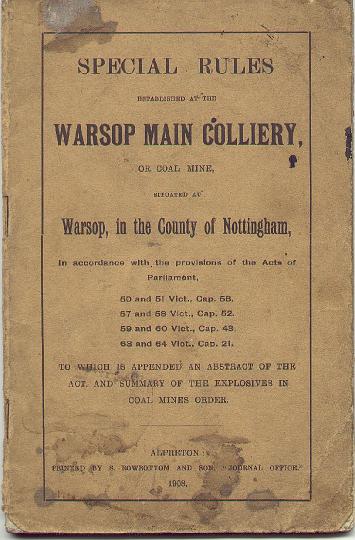 SPECIAL RULES
ESTABLISHED AT THE
WARSOP MAIN COLLIERY,
OR COAL MINE,
SITUATED AT
Warsop, in the County of Nottingham,
In accordance with the provisions of the Acts of
Parliament,
50 and 51 Vict., Cap. 58.
57 and 58 Vict., Cap. 52.
59 and 60 Vict., Cap. 43.
63 and 64 Vict., Cap. 21.
TO WHICH IS APPENDED AN ABSTRACT OF THE
ACT, AND SUMMARY OF THE EXPLOSIVES IN
COAL MINES ORDER.
ALFRETON:
PRINTED BY S. ROWBOTTOM AND SON, "JOURNAL OFFICE."
1908.